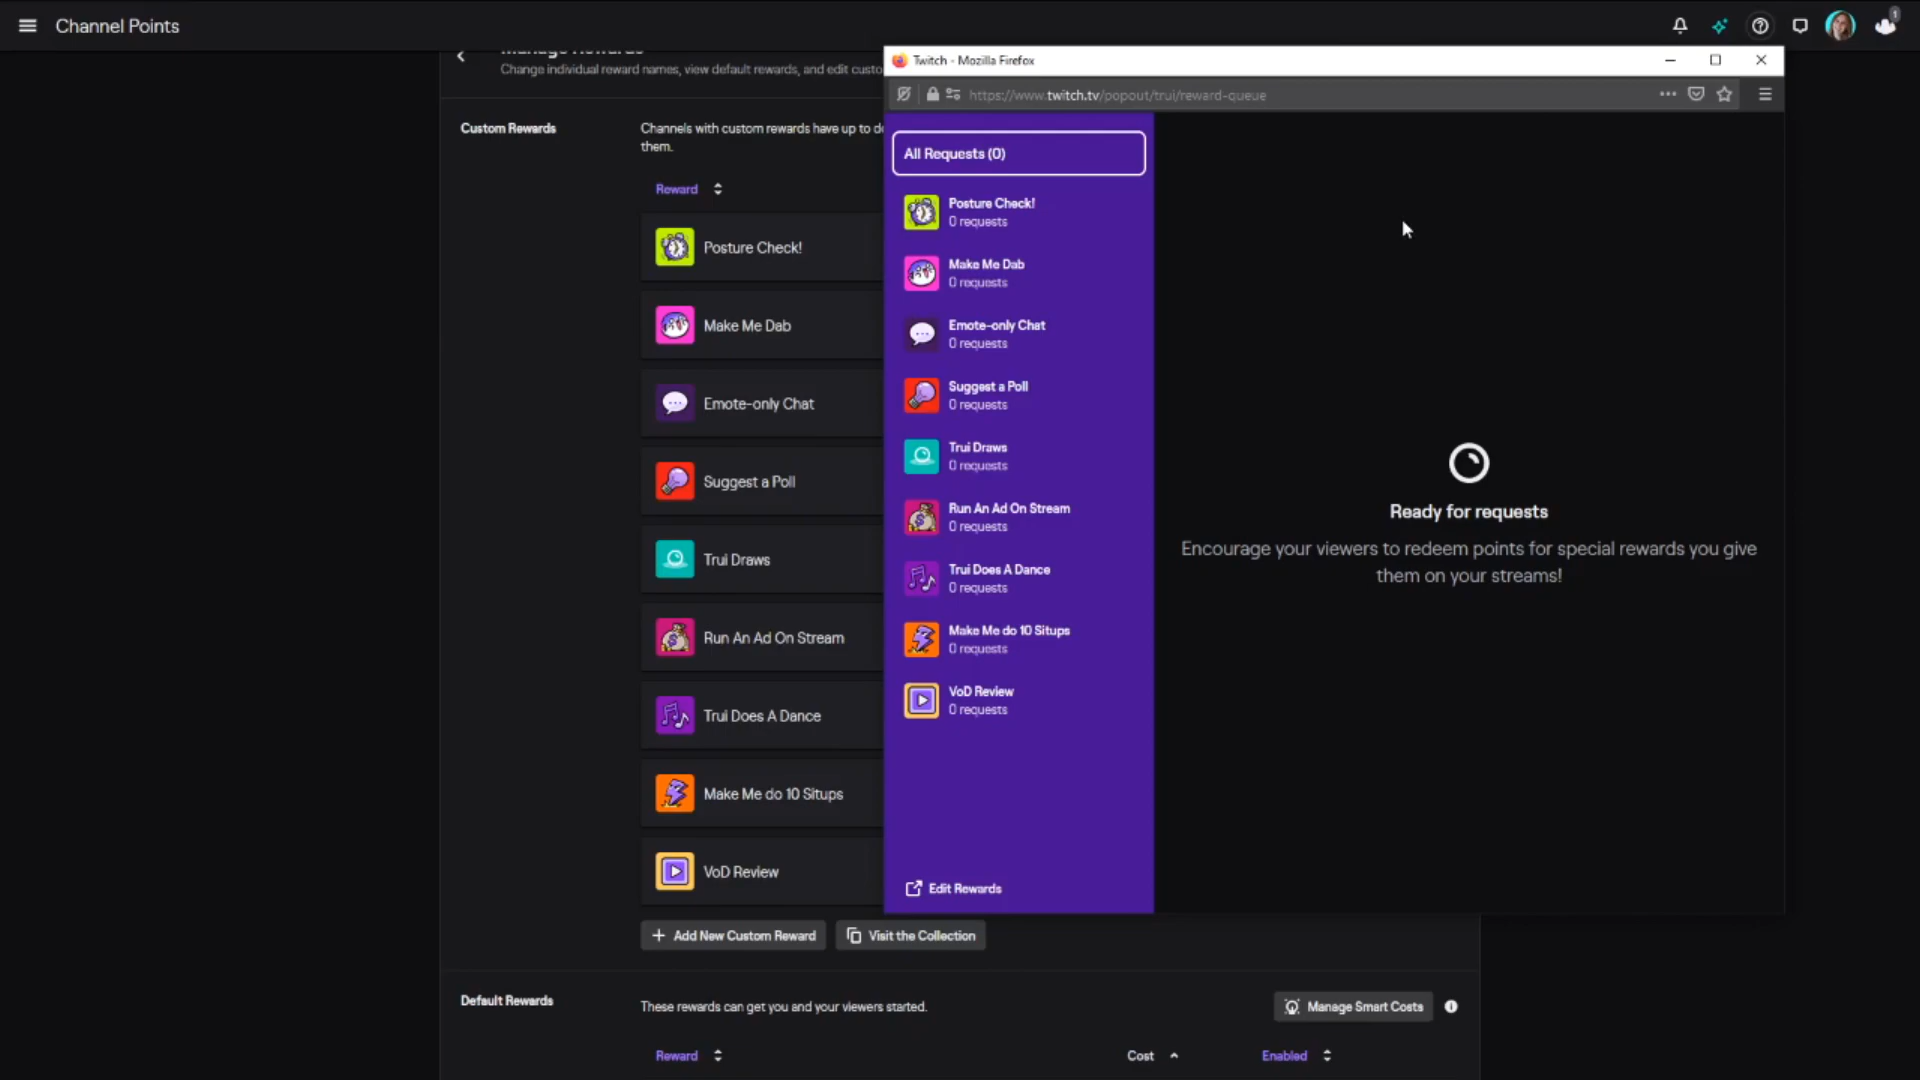 Channel Points
1
Manage Rewards
Change individual reward names, view default rewards, and edit custo
Custom Rewards
Channels with custom rewards have up to d
them.
Reward
Posture Check!
Make Me Dab
Emote-only Chat
Suggest a Poll
Trui Draws
Run An Ad On Stream
Trui Does A Dance
Make Me do 10 Situps
VoD Review
Add New Custom Reward
Visit the Collection
Default Rewards
These rewards can get you and your viewers started.
Manage Smart Costs
Reward
Cost
Enabled
Twitch - Mozilla Firefox
https://www.twitch.tv/popout/trui/reward-queue
All Requests (0)
Posture Check!
0 requests
Make Me Dab
0 requests
Emote-only Chat
0 requests
Suggest a Poll
0 requests
Trui Draws
0 requests
Run An Ad On Stream
0 requests
Trui Does A Dance
0 requests
Make Me do 10 Situps
0 requests
VoD Review
0 requests
Edit Rewards
Ready for requests
Encourage your viewers to redeem points for special rewards you give
them on your streams!